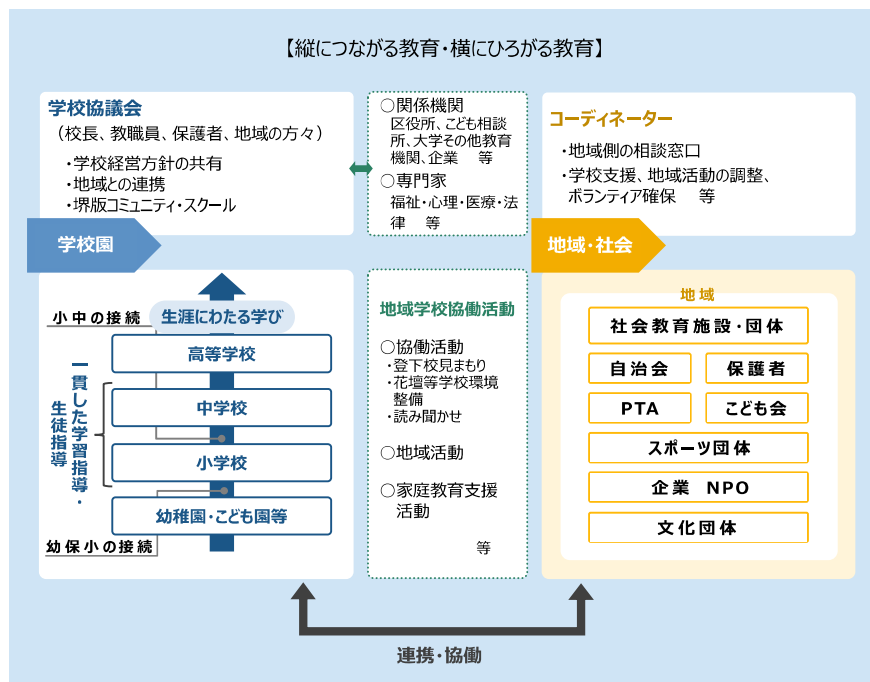 【縦につながる教育・横にひろがる教育】
学校協議会
（校長、教職員、保護者、地域の方々）
・学校経営方針の共有
・地域との連携
・堺版コミュニティ・スクール
○関係機関
区役所、こども相談
所、大学その他教育
機関、企業　等
○専門家
福祉・心理・医療・法
律　等
コーディネーター
・地域側の相談窓口
・学校支援、地域活動の調整、
ボランティア確保　等
学校園
地域・社会
生涯にわたる学び
小中の接続
高等学校
中学校
小学校
幼稚園・こども園等
一貫した学習指導・
生徒指導
幼保小の接続
地域学校協働活動
○協働活動
・登下校見まもり
・花壇等学校環境
整備
・読み聞かせ
○地域活動
○家庭教育支援
活動
等
地域
社会教育施設・団体
自治会
保護者
PTA
こども会
スポーツ団体
企業　NPO
文化団体
連携・協働